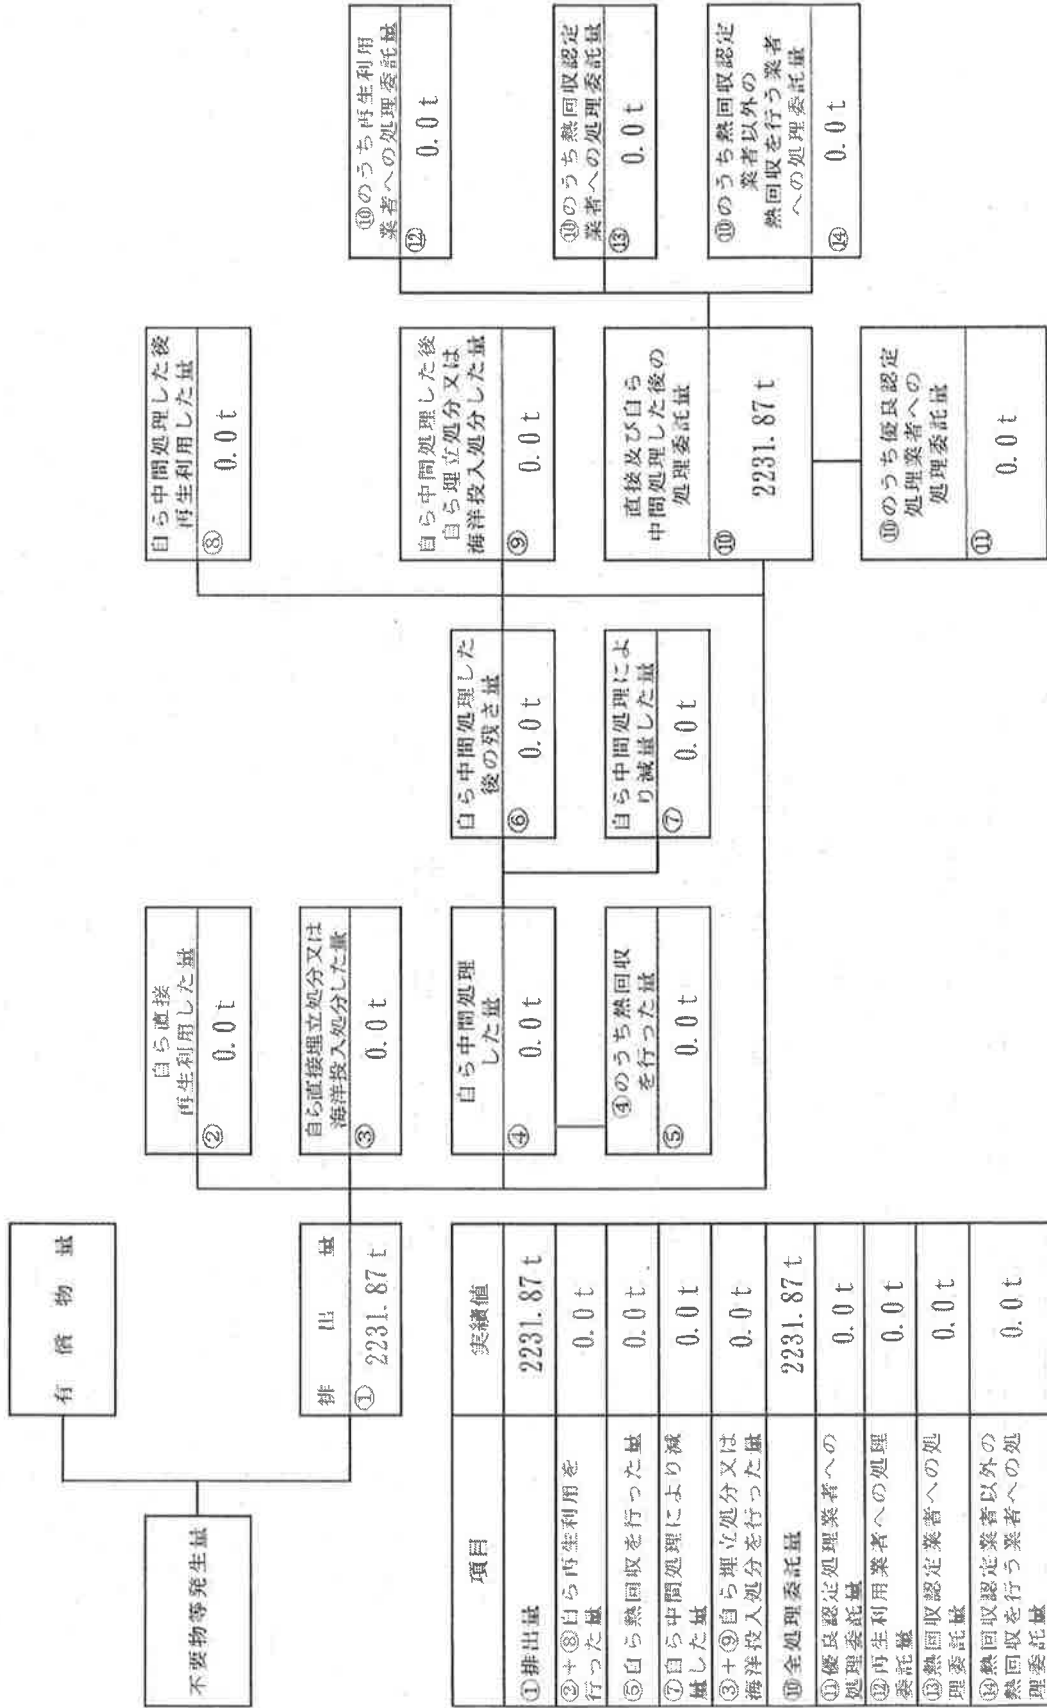 不要物等発生量
有償物量
排出量
① 2231.87 t
自ら直接
再生利用した量
② 0.0 t
自ら直接埋立処分又は
海洋投入処分した量
③ 0.0 t
自ら中間処理
した量
④ 0.0 t
④のうち熱回収
を行った量
⑤ 0.0 t
自ら中間処理した
後の残さ量
⑥ 0.0 t
自ら中間処理によ
り減量した量
⑦ 0.0 t
自ら中間処理した後
再生利用した量
⑧ 0.0 t
自ら中間処理した後
自ら埋立処分又は
海洋投入処分した量
⑨ 0.0 t
直接及び自ら
中間処理した後の
処理委託量
⑩ 2231.87 t
⑩のうち優良認定
処理業者への
処理委託量
⑪ 0.0 t
⑩のうち再生利用
業者への処理委託量
⑫ 0.0 t
⑩のうち熱回収認定
業者への処理委託量
⑬ 0.0 t
⑩のうち熱回収認定
業者以外の
熱回収を行う業者
への処理委託量
⑭ 0.0 t
項目 実績値
①排出量 2231.87 t
②+⑧自ら再生利用を
行った量 0.0 t
⑤自ら熱回収を行った量 0.0 t
⑦自ら中間処理により減
量した量 0.0 t
③+⑨自ら埋立処分又は
海洋投入処分を行った量 0.0 t
⑩全処理委託量 2231.87 t
⑪優良認定処理業者への
処理委託量 0.0 t
⑫再生利用業者への処理
委託量 0.0 t
⑬熱回収認定業者への処
理委託量 0.0 t
⑭熱回収認定業者以外の
熱回収を行う業者への処
理委託量 0.0 t